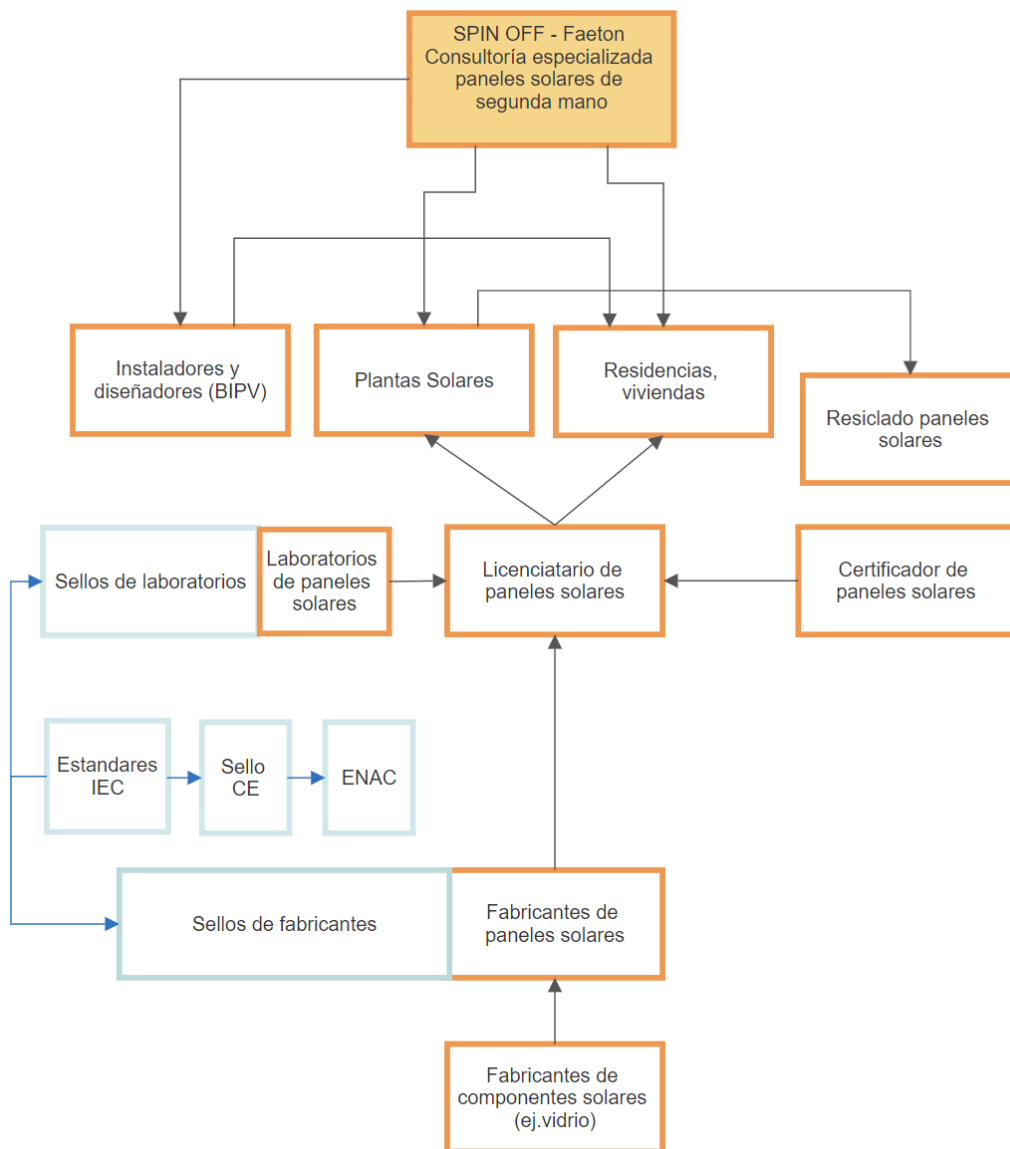 SPIN OFF - Faeton
Consultoría especializada
paneles solares de
segunda mano
Instaladores y
diseñadores (BIPV)
Plantas Solares
Residencias,
viviendas
Resiclado paneles
solares
Sellos de laboratorios
Laboratorios
de paneles
solares
Licenciatario de
paneles solares
Certificador de
paneles solares
Estandares
IEC
Sello
CE
ENAC
Sellos de fabricantes
Fabricantes de
paneles solares
Fabricantes de
componentes solares
(ej.vidrio)